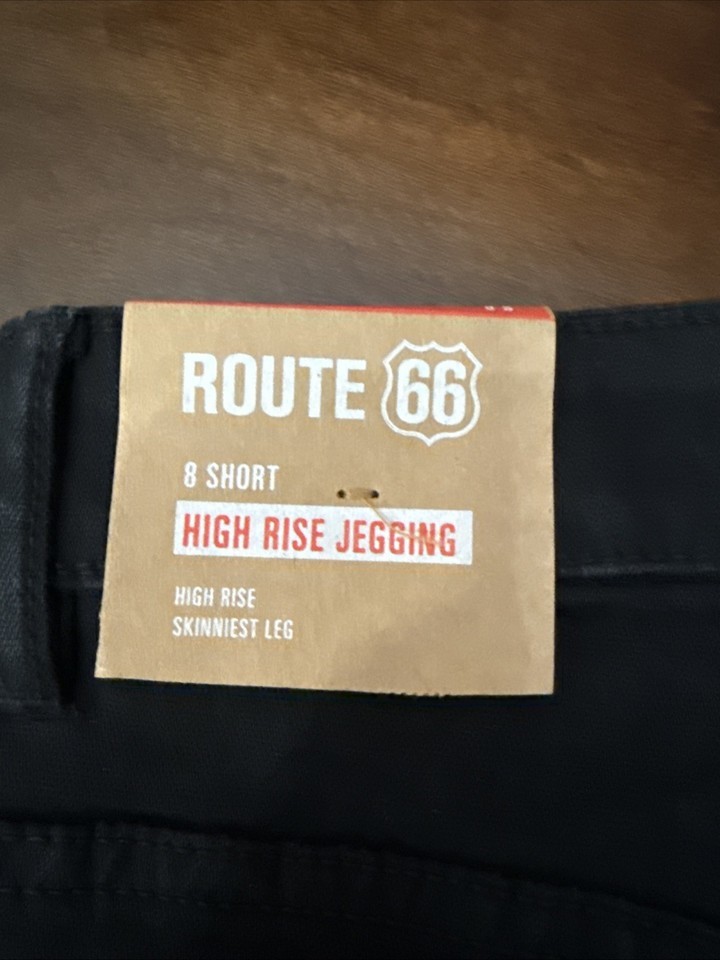 ROUTE 66
8 SHORT
HIGH RISE JEGGING
HIGH RISE
SKINNIEST LEG